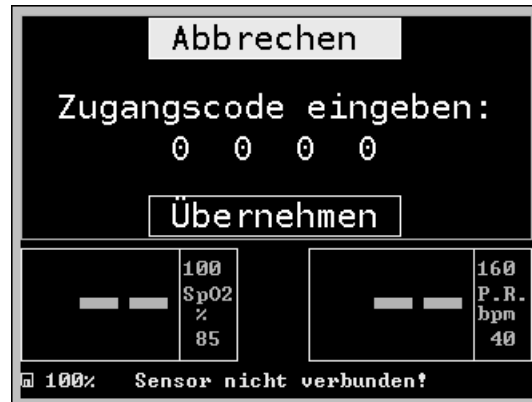 Abbrechen
Zugangscode eingeben:
0 0 0 0
Übernehmen
-- 100 SpO2 % 85
-- 160 P.R. bpm 40
100% Sensor nicht verbunden!